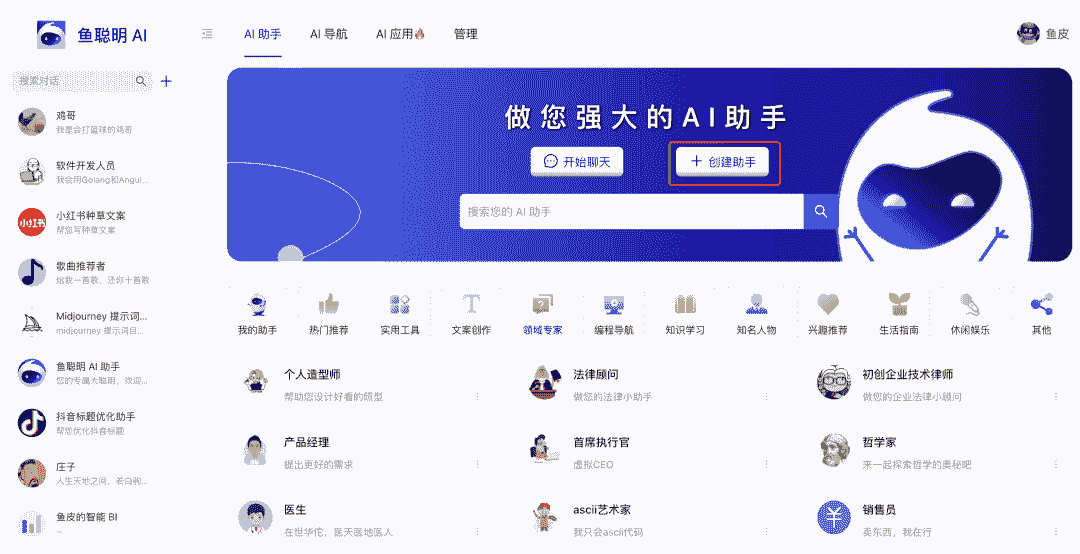 鱼聪明 AI
AI 助手
AI 导航
AI 应用🔥
管理
鱼皮
搜索对话
鸡哥
我是会打篮球的鸡哥
软件开发人员
我会用Golang和Angul...
小红书
小红书种草文案
帮您写种草文案
歌曲推荐者
给我一首歌，还你十首歌
Midjourney 提示词...
midjourney 提示词自...
鱼聪明 AI 助手
您的专属大聪明，欢迎...
抖音标题优化助手
帮您优化抖音标题
庄子
人生天地之间，若白驹...
鱼皮的智能 BI
~
做您强大的AI助手
开始聊天
创建助手
搜索您的 AI 助手
我的助手
热门推荐
实用工具
文案创作
领域专家
编程导航
知识学习
知名人物
兴趣推荐
生活指南
休闲娱乐
其他
个人造型师
帮助您设计好看的照型
法律顾问
做您的法律小助手
初创企业技术律师
做您的企业法律小顾问
产品经理
提出更好的需求
首席执行官
虚拟CEO
哲学家
来一起探索哲学的奥秘吧
医生
在世华佗，医天医地医人
ascii艺术家
我只会ascii代码
销售员
卖东西，我在行